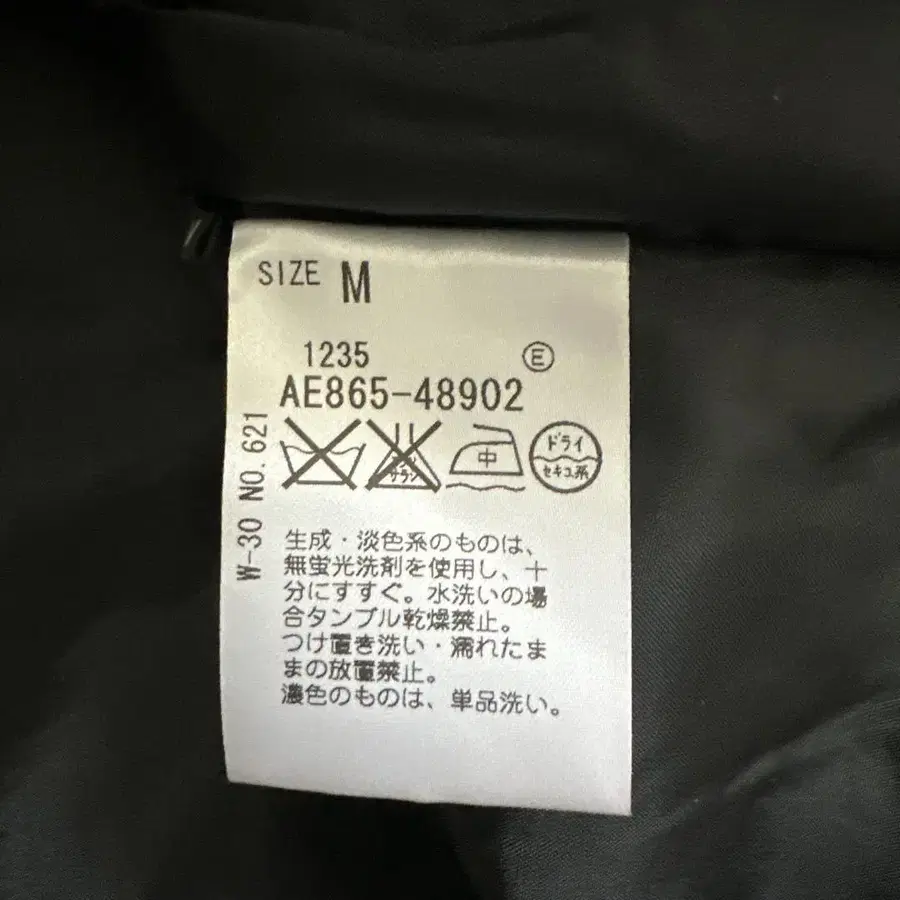 SIZE M
1235 Ⓔ
AE865-48902
中
ドライ
セキユ系
W-30 NO.621
生成・淡色系のものは、
無蛍光洗剤を使用し、十
分にすすぐ。水洗いの場
合タンブル乾燥禁止。
つけ置き洗い・濡れたま
まの放置禁止。
濃色のものは、単品洗い。